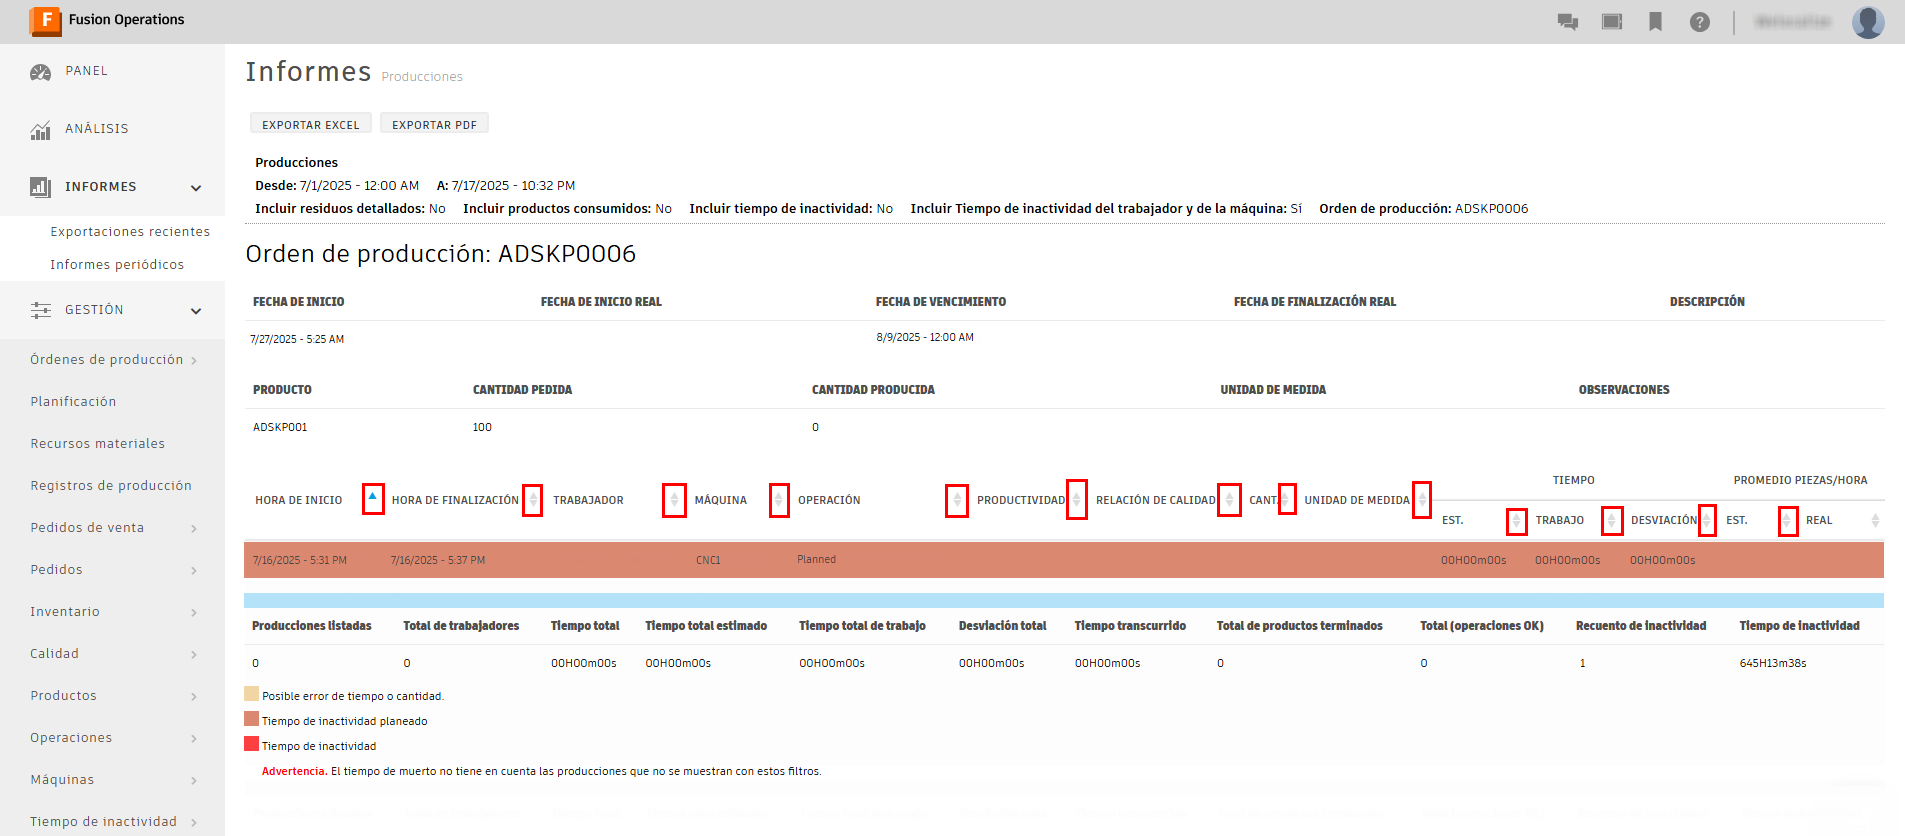 Fusion Operations
PANEL
ANÁLISIS
INFORMES
Exportaciones recientes
Informes periódicos
GESTIÓN
Órdenes de producción
Planificación
Recursos materiales
Registros de producción
Pedidos de venta
Pedidos
Inventario
Calidad
Productos
Operaciones
Máquinas
Tiempo de inactividad
Informes Producciones
EXPORTAR EXCEL EXPORTAR PDF
Producciones
Desde: 7/1/2025 - 12:00 AM A: 7/17/2025 - 10:32 PM
Incluir residuos detallados: No Incluir productos consumidos: No Incluir tiempo de inactividad: No Incluir Tiempo de inactividad del trabajador y de la máquina: Sí Orden de producción: ADSKP0006
Orden de producción: ADSKP0006
FECHA DE INICIO FECHA DE INICIO REAL FECHA DE VENCIMIENTO FECHA DE FINALIZACIÓN REAL DESCRIPCIÓN
7/27/2025 - 5:25 AM 8/9/2025 - 12:00 AM
PRODUCTO CANTIDAD PEDIDA CANTIDAD PRODUCIDA UNIDAD DE MEDIDA OBSERVACIONES
ADSKP001 100 0
TIEMPO PROMEDIO PIEZAS/HORA
HORA DE INICIO HORA DE FINALIZACIÓN TRABAJADOR MÁQUINA OPERACIÓN PRODUCTIVIDAD RELACIÓN DE CALIDAD CANT. UNIDAD DE MEDIDA
EST. TRABAJO DESVIACIÓN EST. REAL
7/16/2025 - 5:31 PM 7/16/2025 - 5:37 PM CNC1 Planned 00H00m00s 00H00m00s 00H00m00s
Producciones listadas Total de trabajadores Tiempo total Tiempo total estimado Tiempo total de trabajo Desviación total Tiempo transcurrido Total de productos terminados Total (operaciones OK) Recuento de inactividad Tiempo de inactividad
0 0 00H00m00s 00H00m00s 00H00m00s 00H00m00s 00H00m00s 0 0 1 645H13m38s
Posible error de tiempo o cantidad.
Tiempo de inactividad planeado
Tiempo de inactividad
Advertencia. El tiempo de muerto no tiene en cuenta las producciones que no se muestran con estos filtros.